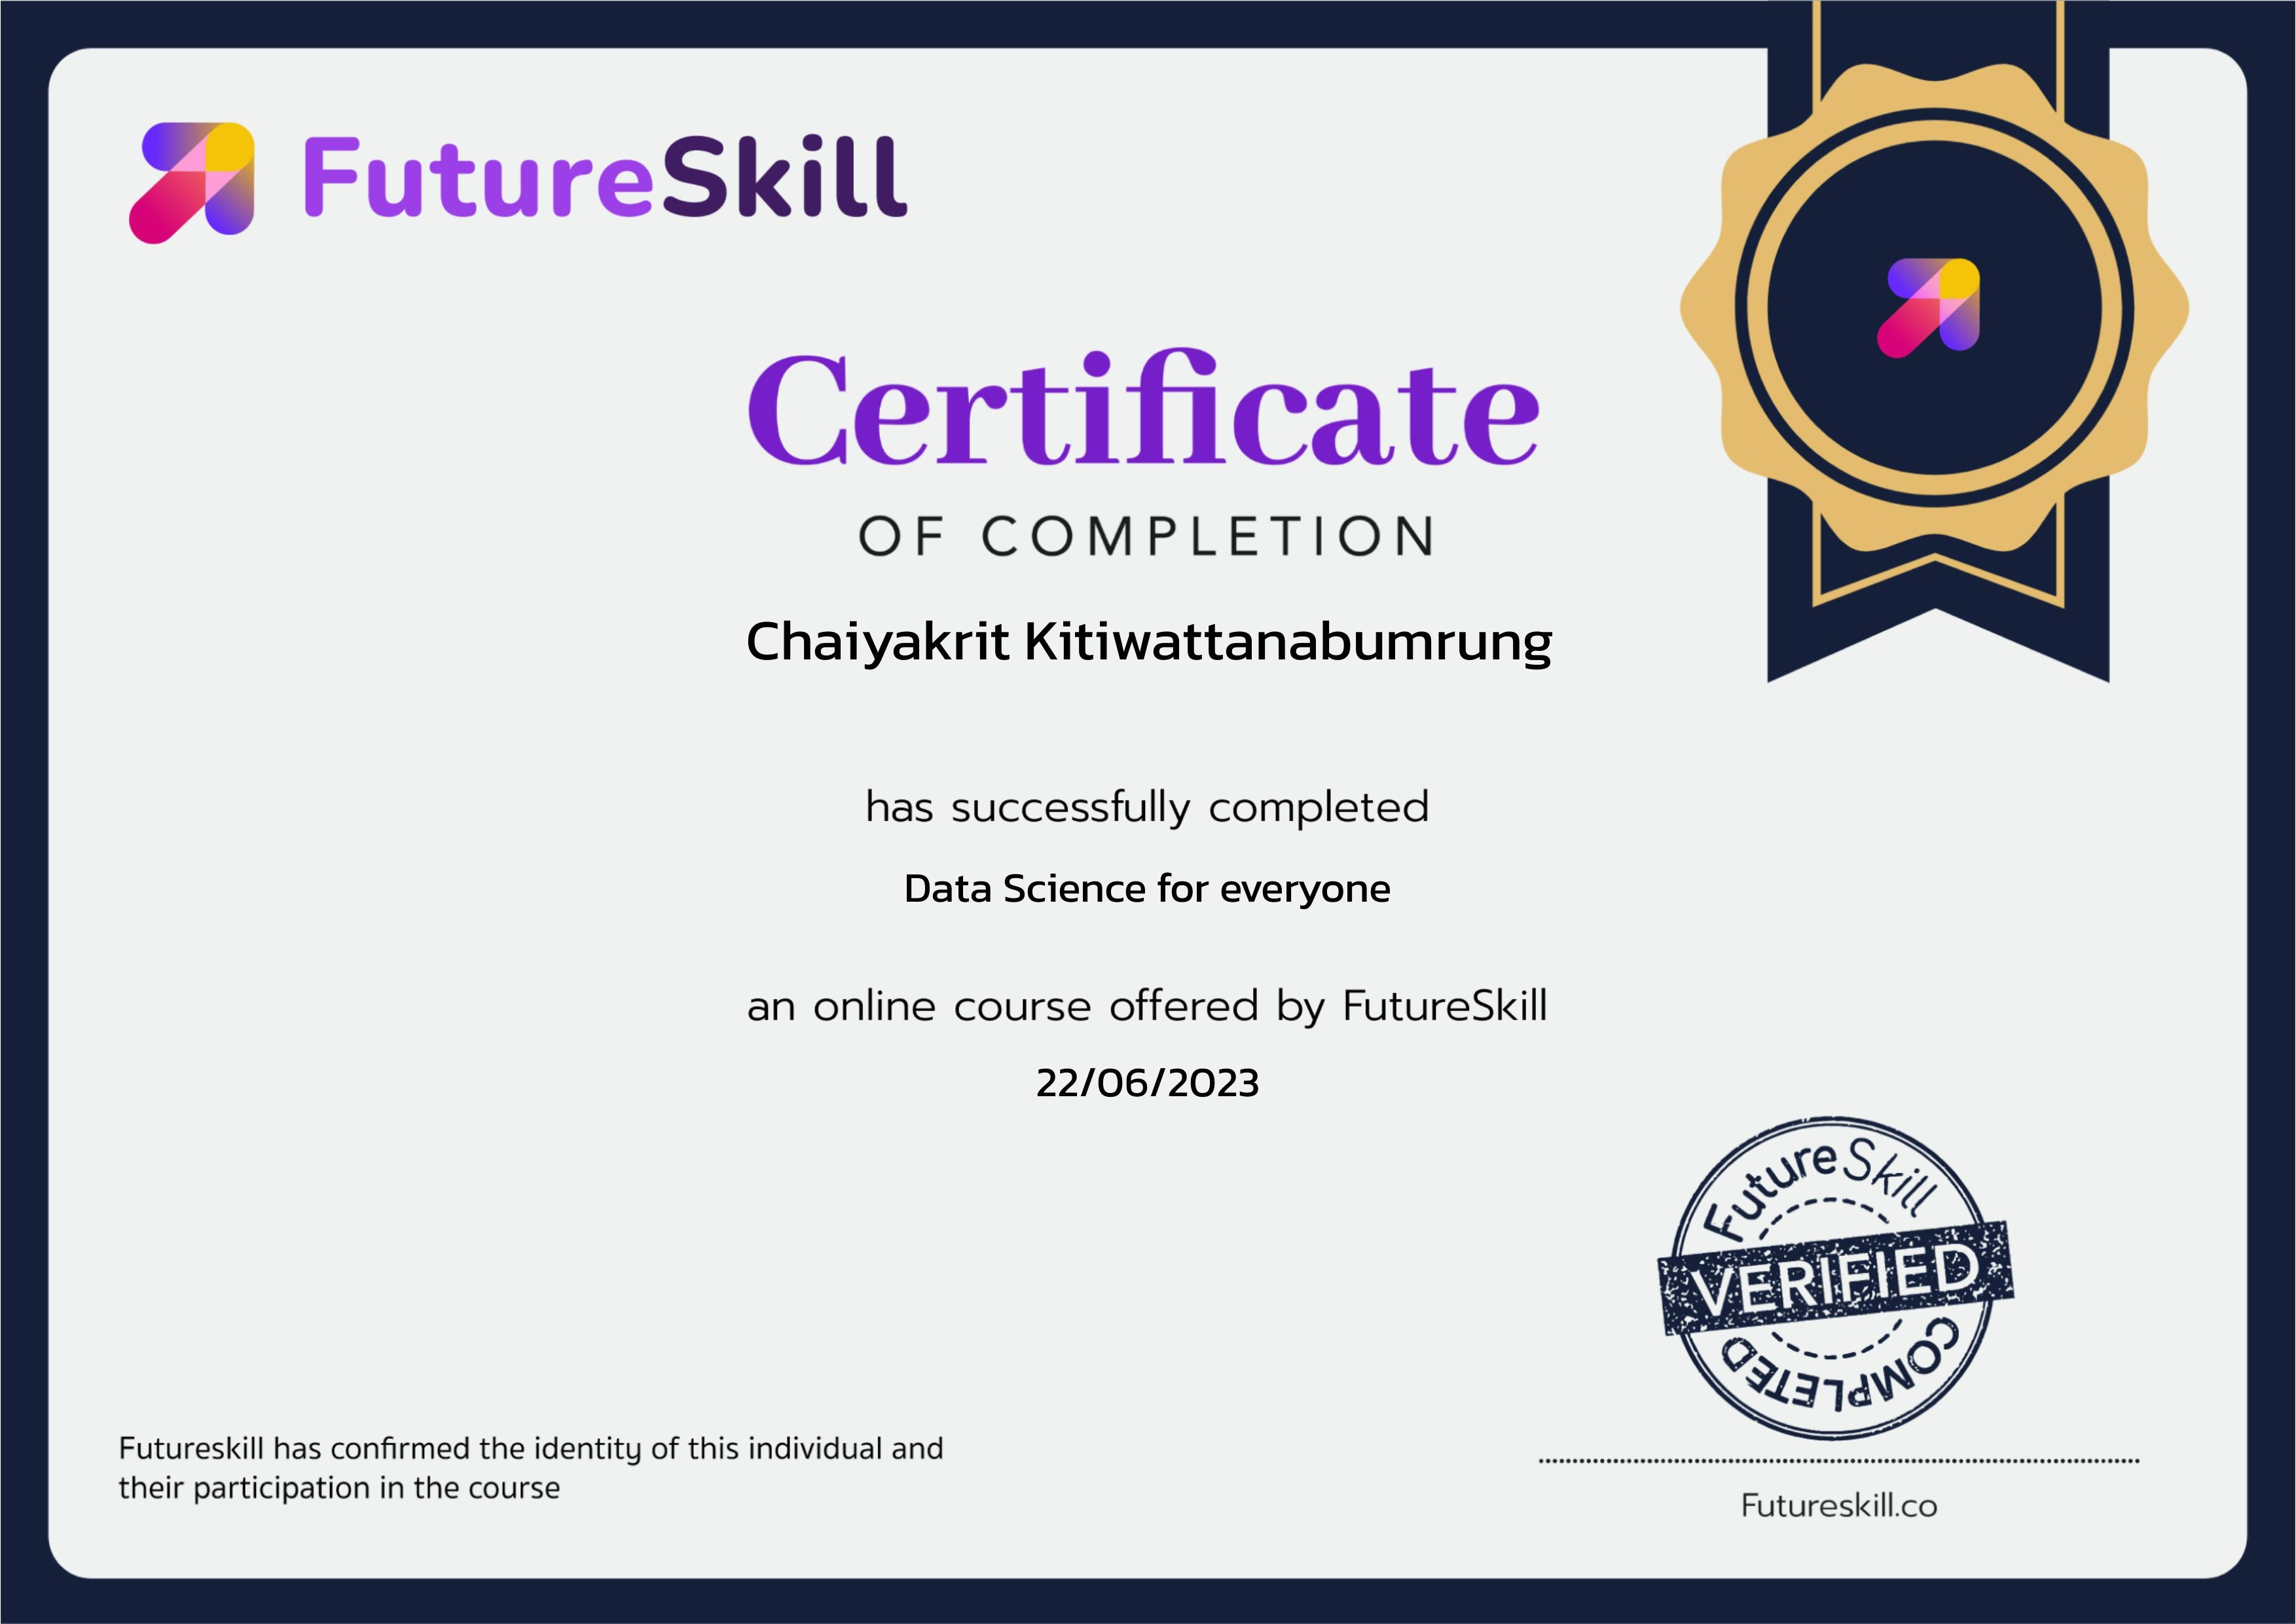 FutureSkill
Certificate
OF COMPLETION
Chaiyakrit Kitiwattanabumrung
has successfully completed
Data Science for everyone
an online course offered by FutureSkill
22/06/2023
FutureSkill
VERIFIED
COMPLETED
Futureskill has confirmed the identity of this individual and
their participation in the course
Futureskill.co